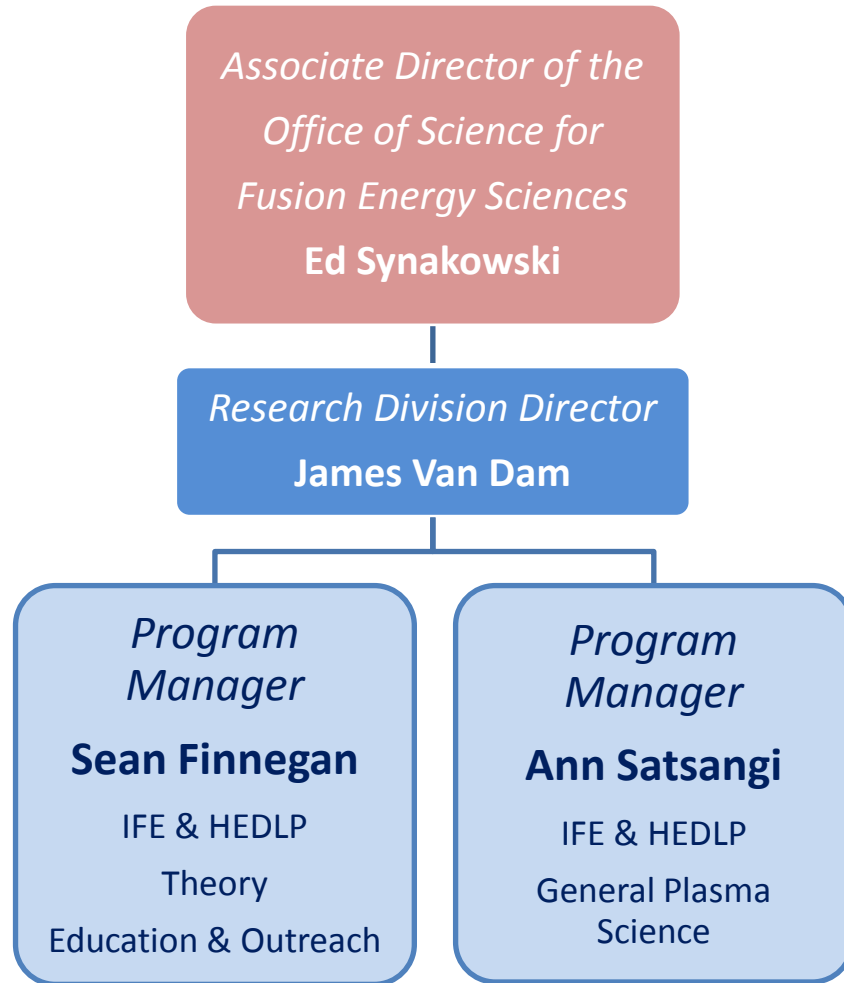 Associate Director of the
Office of Science for
Fusion Energy Sciences
Ed Synakowski
Research Division Director
James Van Dam
Program
Manager
Sean Finnegan
IFE & HEDLP
Theory
Education & Outreach
Program
Manager
Ann Satsangi
IFE & HEDLP
General Plasma
Science